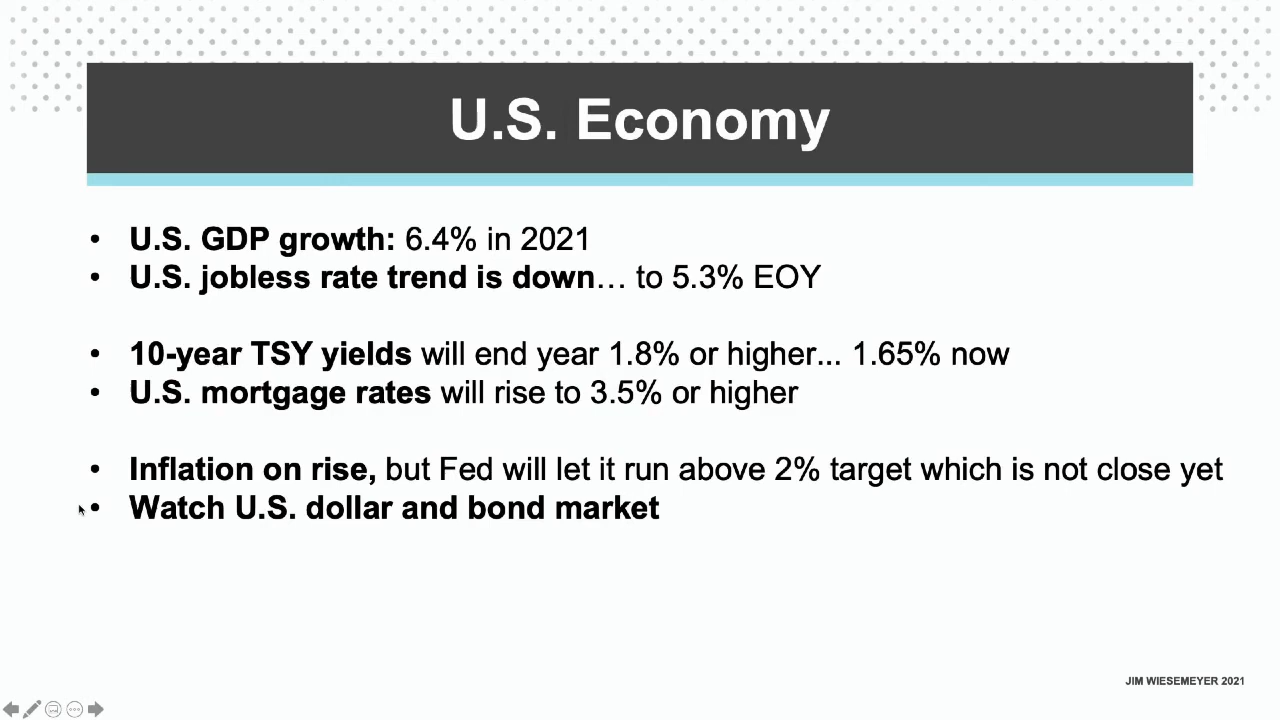 U.S. Economy
• U.S. GDP growth: 6.4% in 2021
• U.S. jobless rate trend is down… to 5.3% EOY
• 10-year TSY yields will end year 1.8% or higher... 1.65% now
• U.S. mortgage rates will rise to 3.5% or higher
• Inflation on rise, but Fed will let it run above 2% target which is not close yet
• Watch U.S. dollar and bond market
JIM WIESEMEYER 2021